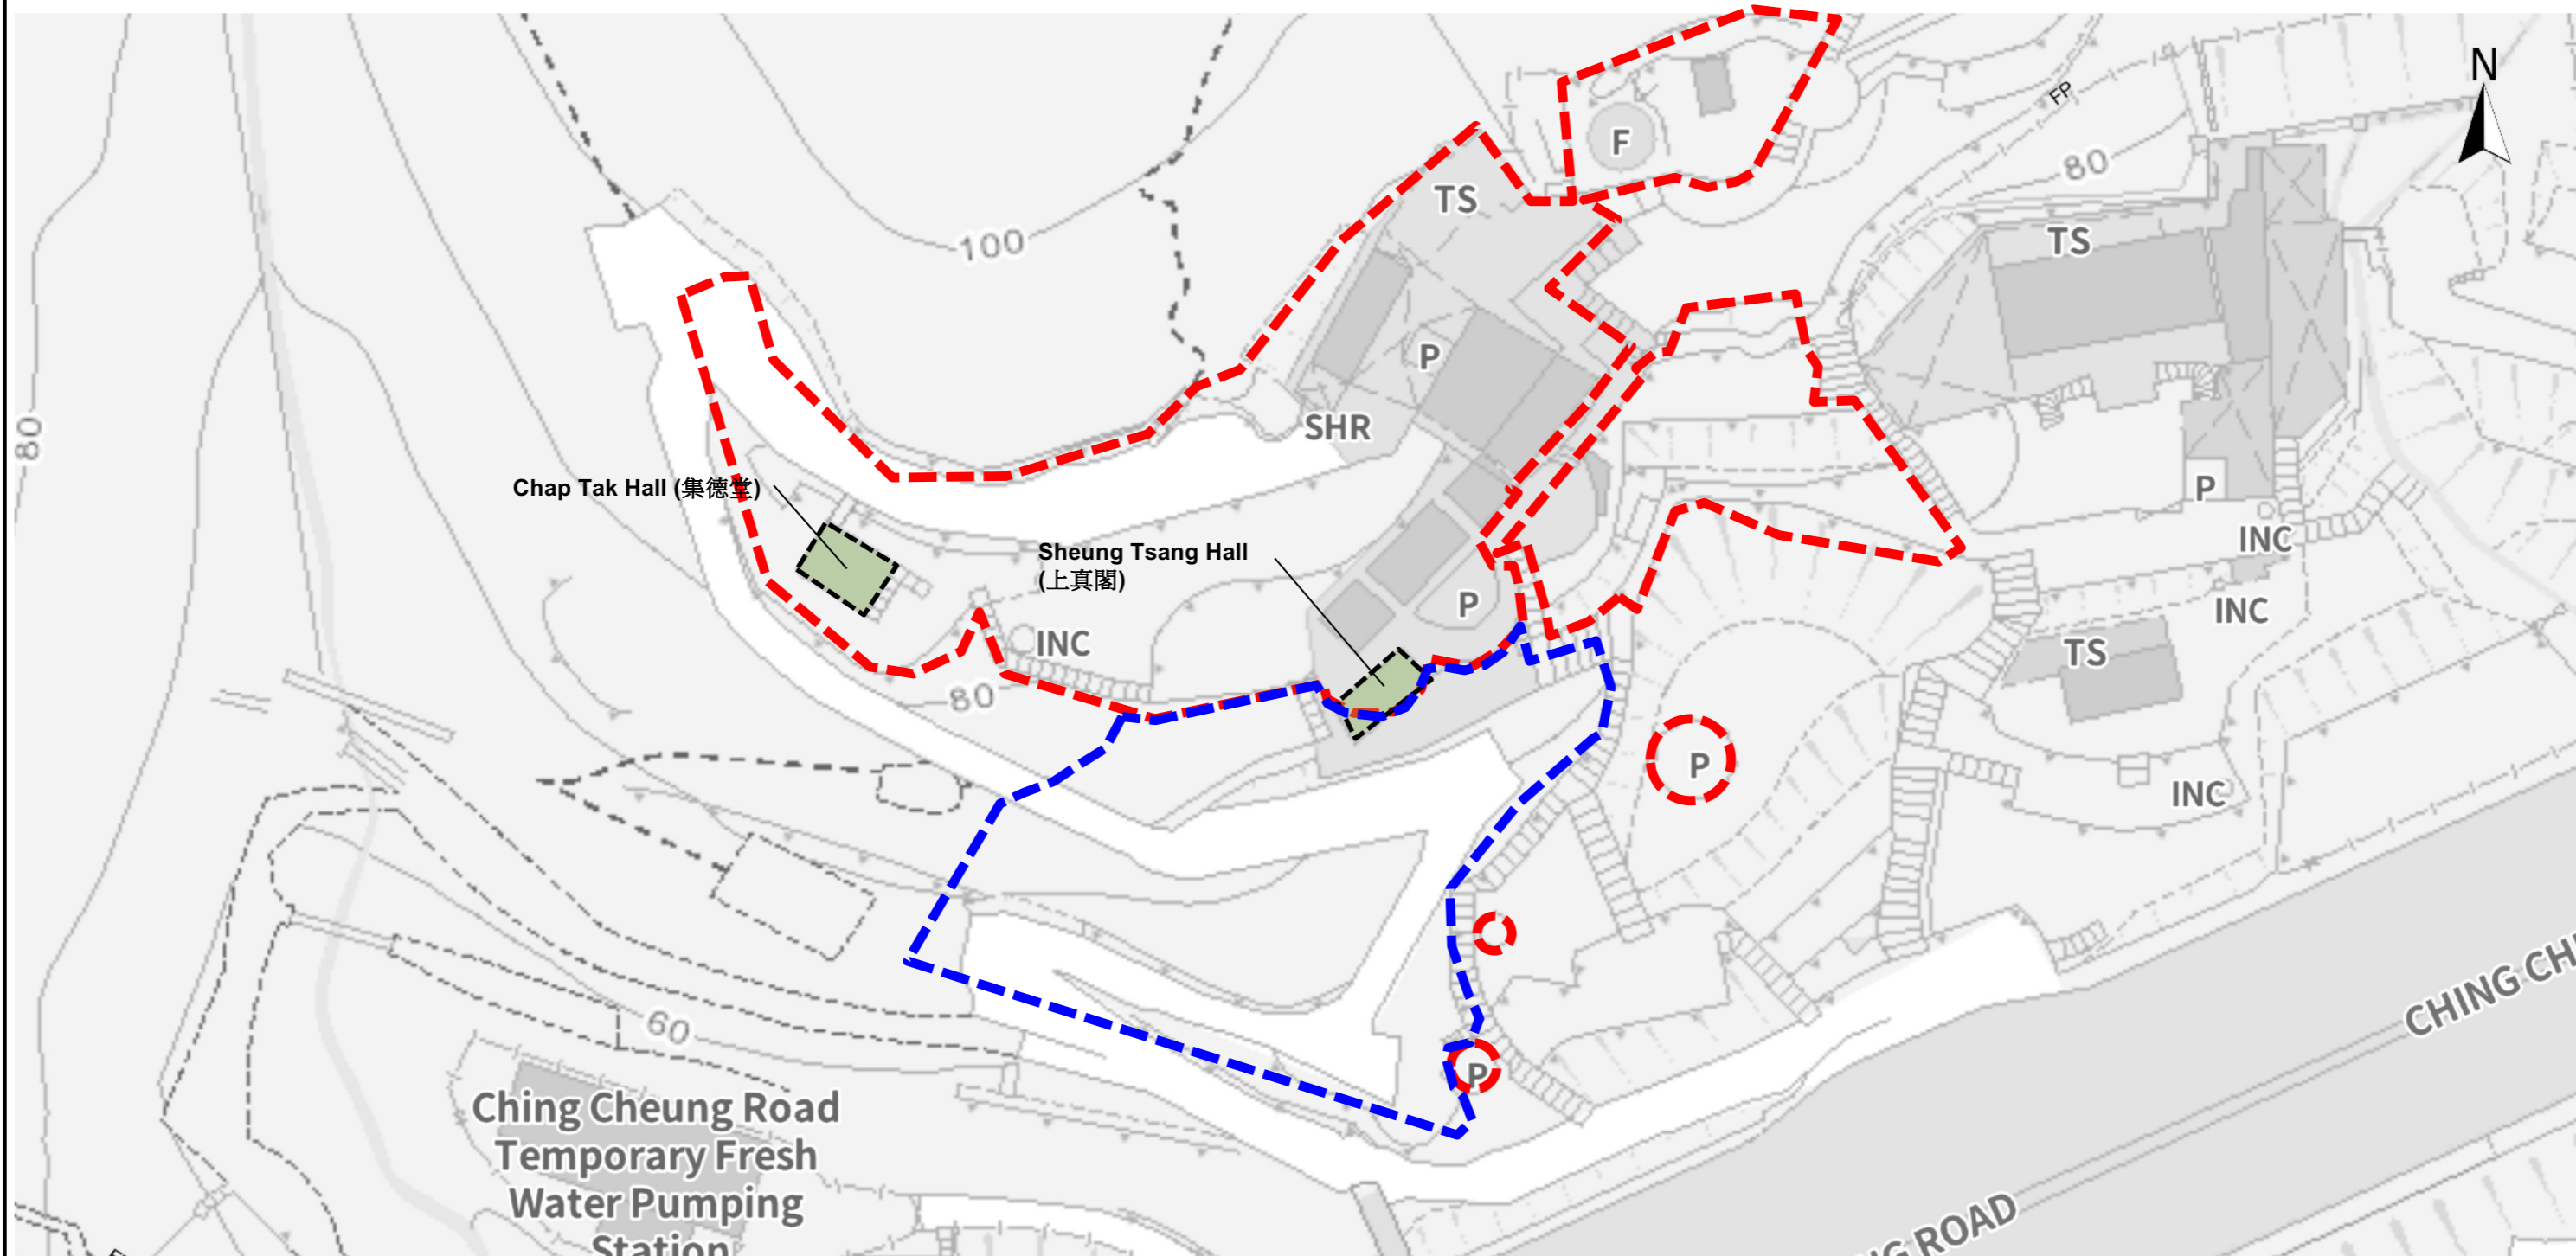 N
FP
F
80
TS
TS
100
P
SHR
80
Chap Tak Hall (集德堂)
P
INC
Sheung Tsang Hall
(上真閣)
P
INC
INC
TS
80
P
INC
CHING CH
60
P
Ching Cheung Road
Temporary Fresh
Water Pumping
Station
NG ROAD